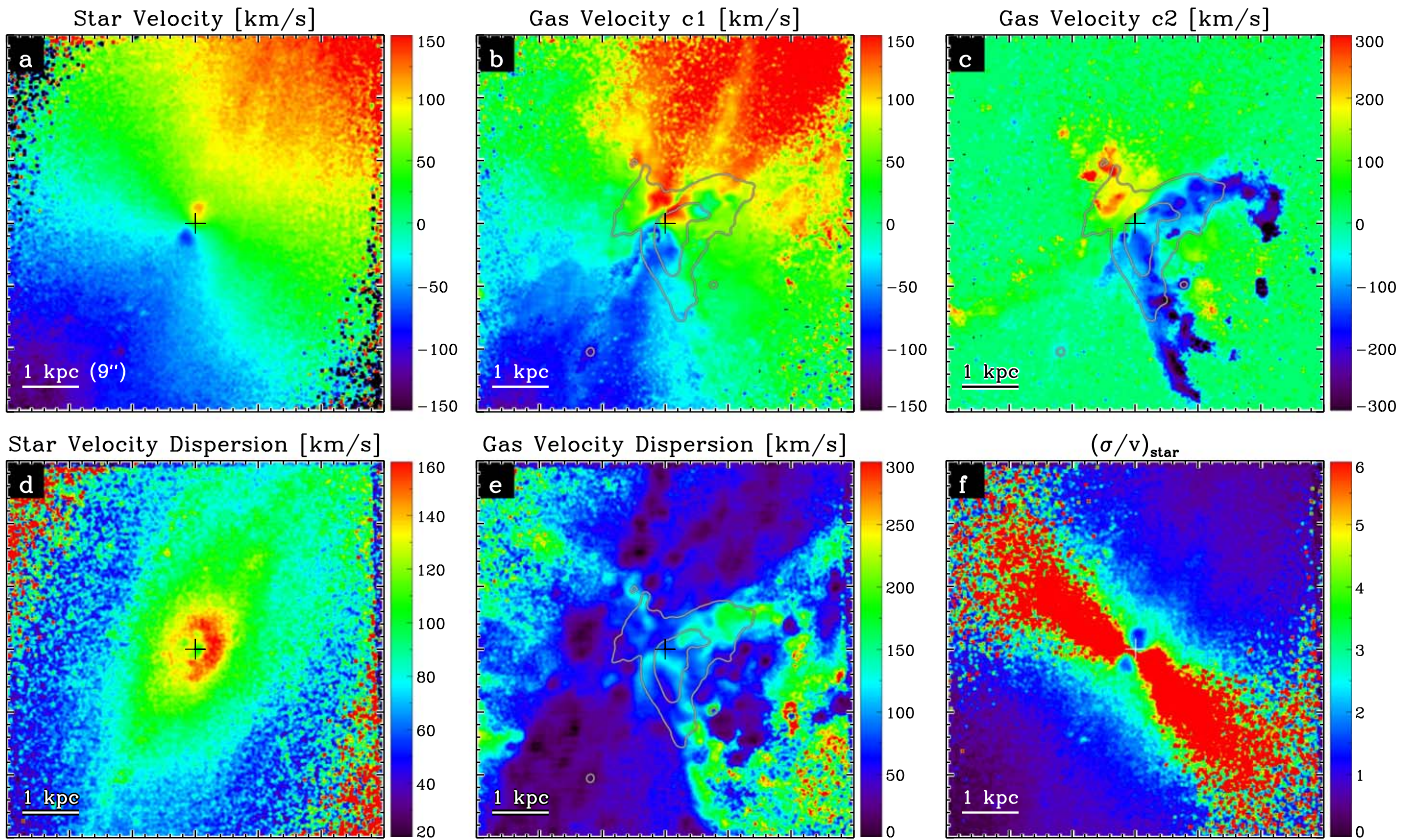 Star Velocity [km/s]
Gas Velocity c1 [km/s]
Gas Velocity c2 [km/s]
a
1 kpc (9″)
150
100
50
0
−50
−100
−150
b
1 kpc
150
100
50
0
−50
−100
−150
c
1 kpc
300
200
100
0
−100
−200
−300
Star Velocity Dispersion [km/s]
Gas Velocity Dispersion [km/s]
(σ/v)star
d
1 kpc
160
140
120
100
80
60
40
20
e
1 kpc
300
250
200
150
100
50
0
f
1 kpc
6
5
4
3
2
1
0